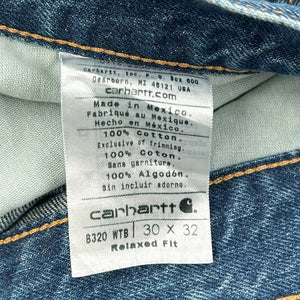 Carhartt, Inc. P. O. Box 600
Dearborn, MI 48121 USA
carhartt.com
Made in Mexico.
Fabriqué au Mexique
Hecho en México
100% Cotton.
Exclusive of Trimming
100% Coton.
Sans garniture.
100% Algodón.
Sin incluir adornos.
carhartt
B320 WTB 30 X 32
Relaxed Fit